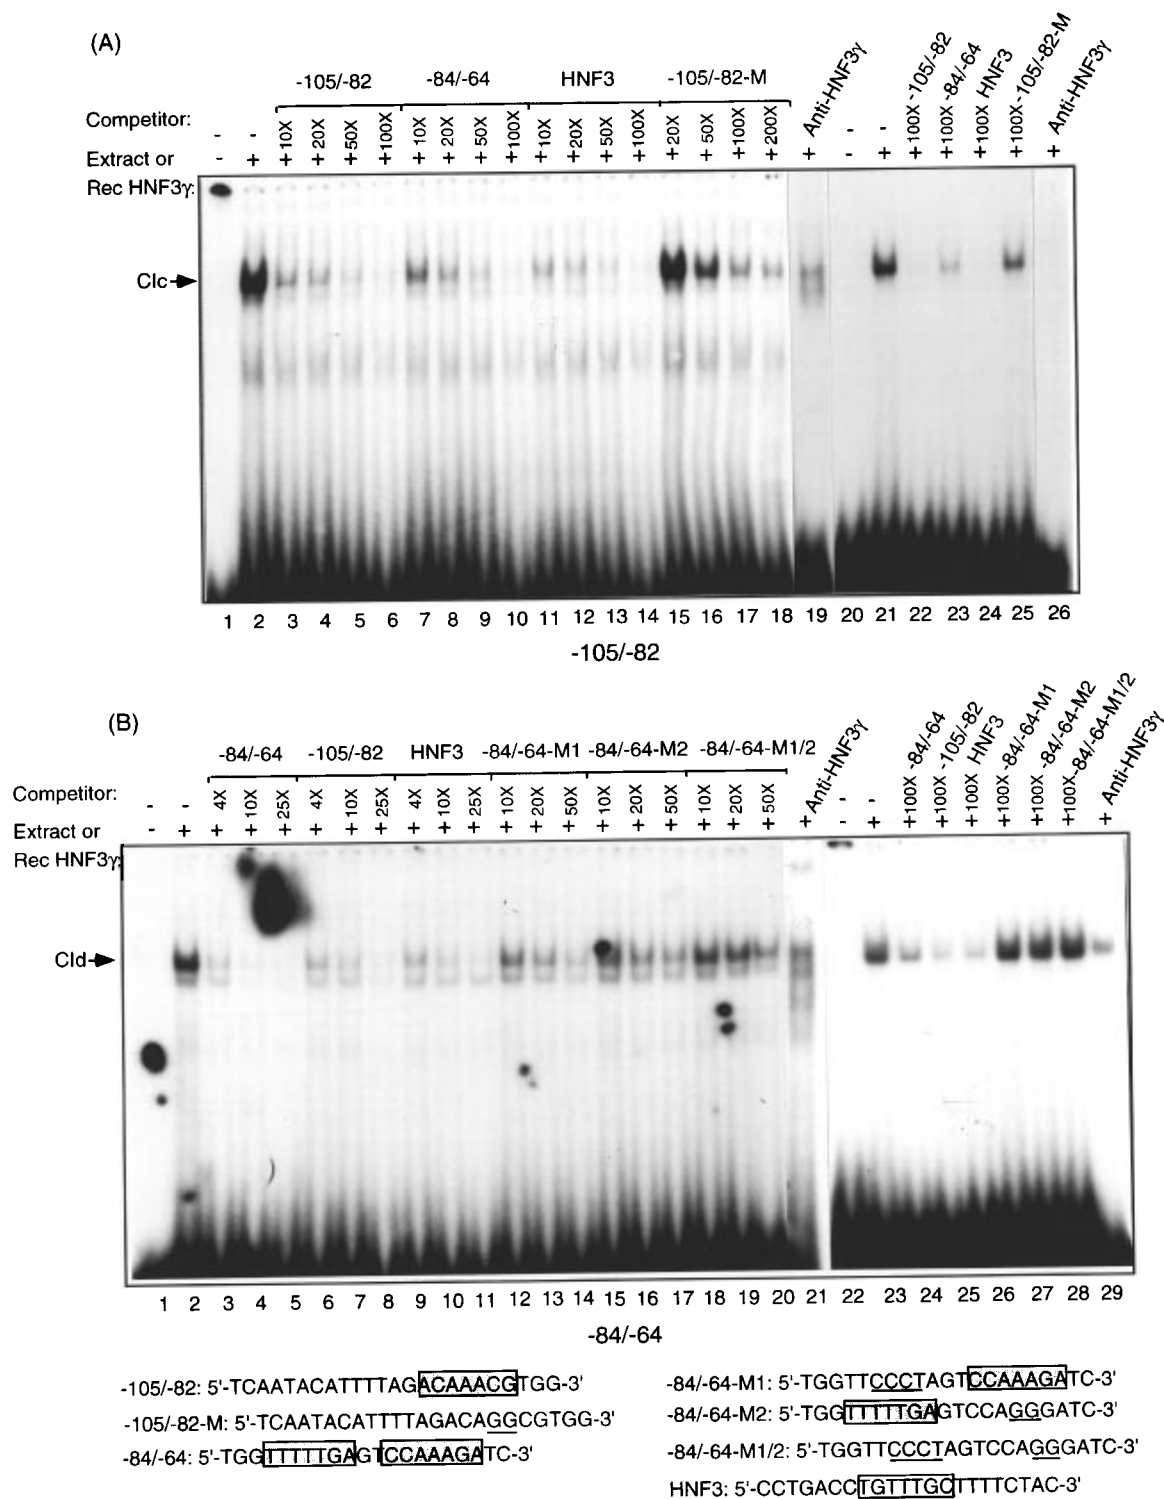 (A)
-105/-82 -84/-64 HNF3 -105/-82-M Anti-HNF3γ +100X -105/-82 +100X -84/-64 +100X HNF3 +100X -105/-82-M Anti-HNF3γ
Competitor: - - 10X 20X 50X 100X 10X 20X 50X 100X 10X 20X 50X 100X 20X 50X 100X 200X - -
Extract or - + + + + + + + + + + + + + + + + + + - + + + + + +
Rec HNF3γ:
CIc
1 2 3 4 5 6 7 8 9 10 11 12 13 14 15 16 17 18 19 20 21 22 23 24 25 26
-105/-82
(B)
-84/-64 -105/-82 HNF3 -84/-64-M1 -84/-64-M2 -84/-64-M1/2 Anti-HNF3γ +100X -84/-64 +100X -105/-82 +100X HNF3 +100X -84/-64-M1 +100X -84/-64-M2 +100X -84/-64-M1/2 Anti-HNF3γ
Competitor: - - 4X 10X 25X 4X 10X 25X 4X 10X 25X 10X 20X 50X 10X 20X 50X 10X 20X 50X - -
Extract or - + + + + + + + + + + + + + + + + + + + + - + + + + + + + +
Rec HNF3γ:
CId
1 2 3 4 5 6 7 8 9 10 11 12 13 14 15 16 17 18 19 20 21 22 23 24 25 26 27 28 29
-84/-64
-105/-82: 5'-TCAATACATTTTAGACAAACGTGG-3'
-105/-82-M: 5'-TCAATACATTTTAGACAGGCGTGG-3'
-84/-64: 5'-TGGTTTTTGAGTCCAAAGATC-3'
-84/-64-M1: 5'-TGGTTCCCTAGTCCAAAGATC-3'
-84/-64-M2: 5'-TGGTTTTTGAGTCCAGGGATC-3'
-84/-64-M1/2: 5'-TGGTTCCCTAGTCCAGGGATC-3'
HNF3: 5'-CCTGACCTGTTTGCTTTTCTAC-3'